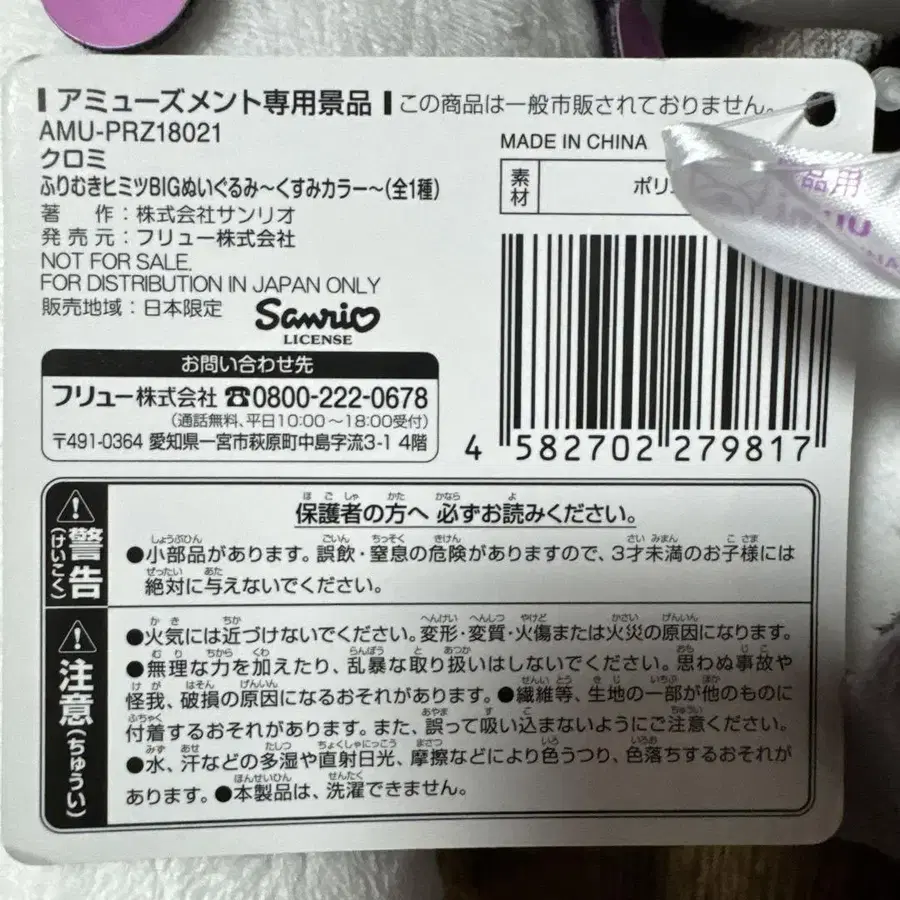 アミューズメント専用景品
この商品は一般市販されておりません。
AMU-PRZ18021
クロミ
ふりむきヒミツBIGぬいぐるみ～くすみカラー～(全1種)
著 作：株式会社サンリオ
発 売 元：フリュー株式会社
NOT FOR SALE.
FOR DISTRIBUTION IN JAPAN ONLY
販売地域：日本限定
Sanrio
LICENSE
MADE IN CHINA
素材
ポリ
品用
お問い合わせ先
フリュー株式会社 ☎0800-222-0678
(通話無料、平日10:00～18:00受付)
〒491-0364 愛知県一宮市萩原町中島字流3-1 4階
4 582702 279817
警告(けいこく)
保護者の方へ 必ずお読みください。
●小部品があります。誤飲・窒息の危険がありますので、3才未満のお子様には
絶対に与えないでください。
注意(ちゅうい)
●火気には近づけないでください。変形・変質・火傷または火災の原因になります。
●無理な力を加えたり、乱暴な取り扱いはしないでください。思わぬ事故や
怪我、破損の原因になるおそれがあります。●繊維等、生地の一部が他のものに
付着するおそれがあります。また、誤って吸い込まないようにご注意ください。
●水、汗などの多湿や直射日光、摩擦などにより色うつり、色落ちするおそれが
あります。●本製品は、洗濯できません。